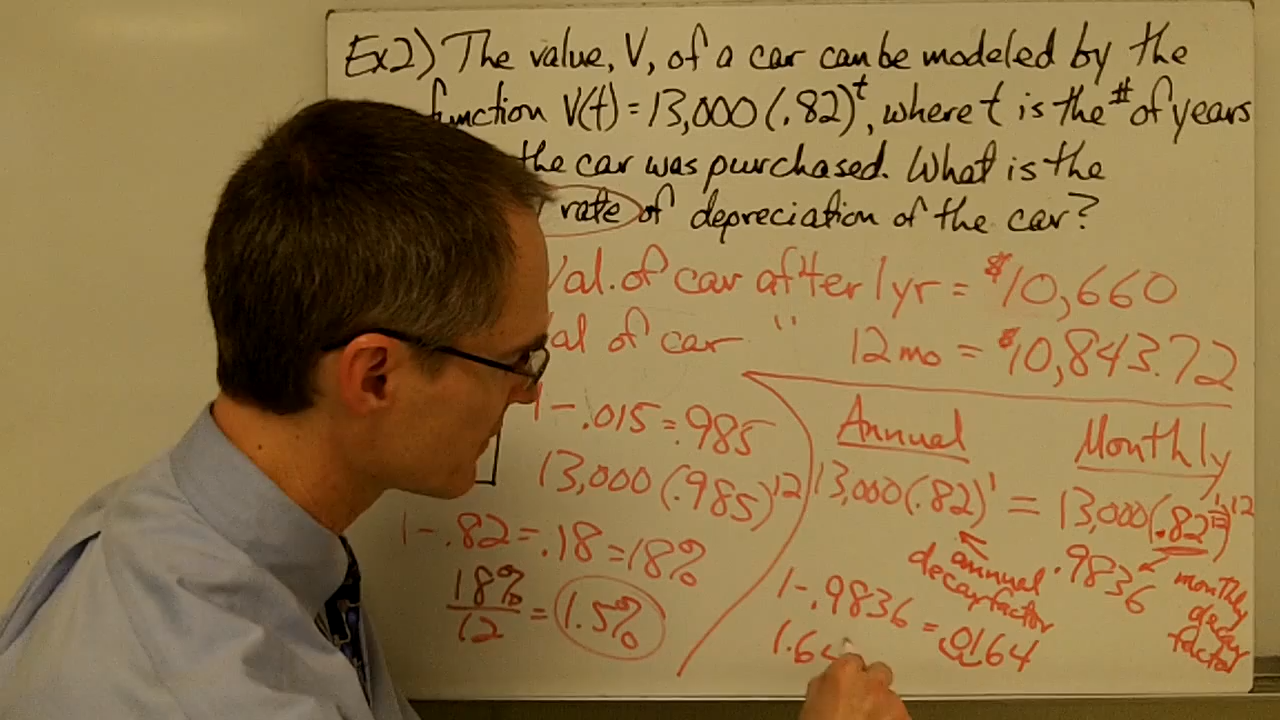 Ex2) The value, V, of a car can be modeled by the
function V(t) = 13,000(.82)^t, where t is the # of years
the car was purchased. What is the
rate of depreciation of the car?
Val. of car after 1 yr = $10,660
Val of car " 12 mo = $10,843.72
1 - .015 = .985
13,000(.985)^12
1 - .82 = .18 = 18%
18%/12 = 1.5%
Annual Monthly
13,000(.82)^1 = 13,000(.82^1/12)^12
annual decay factor
.9836 monthly decay factor
1 - .9836 = .0164
1.64